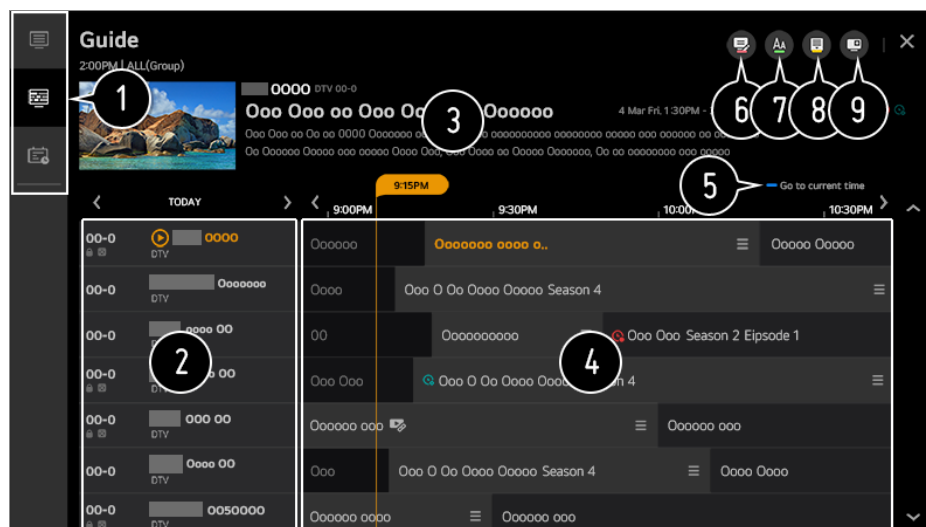 Guide
2:00PM | ALL(Group)
OOOO DTV 00-0
Ooo Ooo oo Ooo Oo Oooooo
4 Mar Fri, 1:30PM -
Ooo Ooo oo Oo oo 0000 Ooooooo oo oooooooooo ooooooooo ooooo ooo oooooo oo oo
Oo Oooooo Ooooo ooo ooooo Oooo Ooo, Ooo Oooo oo Ooooo Ooooooo, Oo oo oooooooo ooo ooooo
1
3
6
7
8
9
5
Go to current time
9:15PM
TODAY
9:00PM
9:30PM
10:00
10:30PM
00-0
OOOO
DTV
Oooooo
Ooooooo oooo o..
Ooooo Ooooo
00-0
Ooooooo
DTV
Oooo
Ooo O Oo Oooo Ooooo Season 4
00-0
oooo OO
00
Oooooooooo
Ooo Ooo Season 2 Eipsode 1
2
4
00-0
OO
DT
Ooo Ooo
Ooo O Oo Oooo Oooo n 4
00-0
OOO OO
DTV
Oooooo ooo
Oooooo ooo
00-0
Oooo OO
DTV
Ooo
Ooo O Oo Oooo Ooooo Season 4
Oooo Oooo
00-0
OO50000
DTV
Oooooo oooo
Oooooo ooo